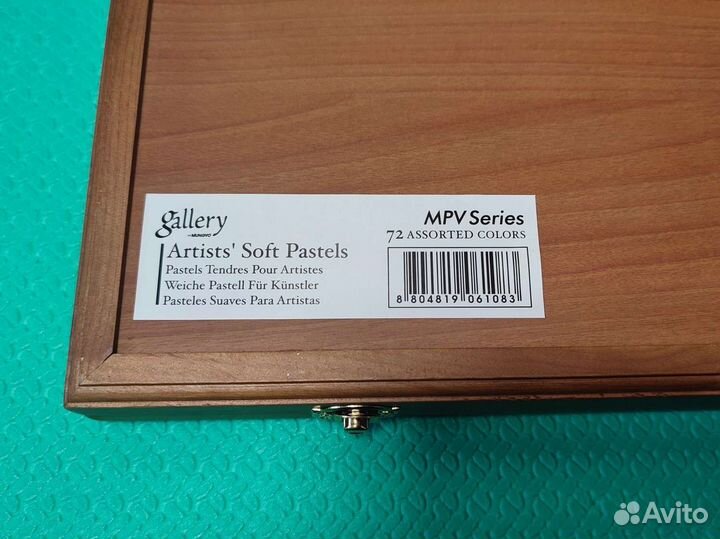 gallery
MUNGYO
Artists' Soft Pastels
Pastels Tendres Pour Artistes
Weiche Pastell Für Künstler
Pasteles Suaves Para Artistas
MPV Series
72 ASSORTED COLORS
8 804819 061083
Avito